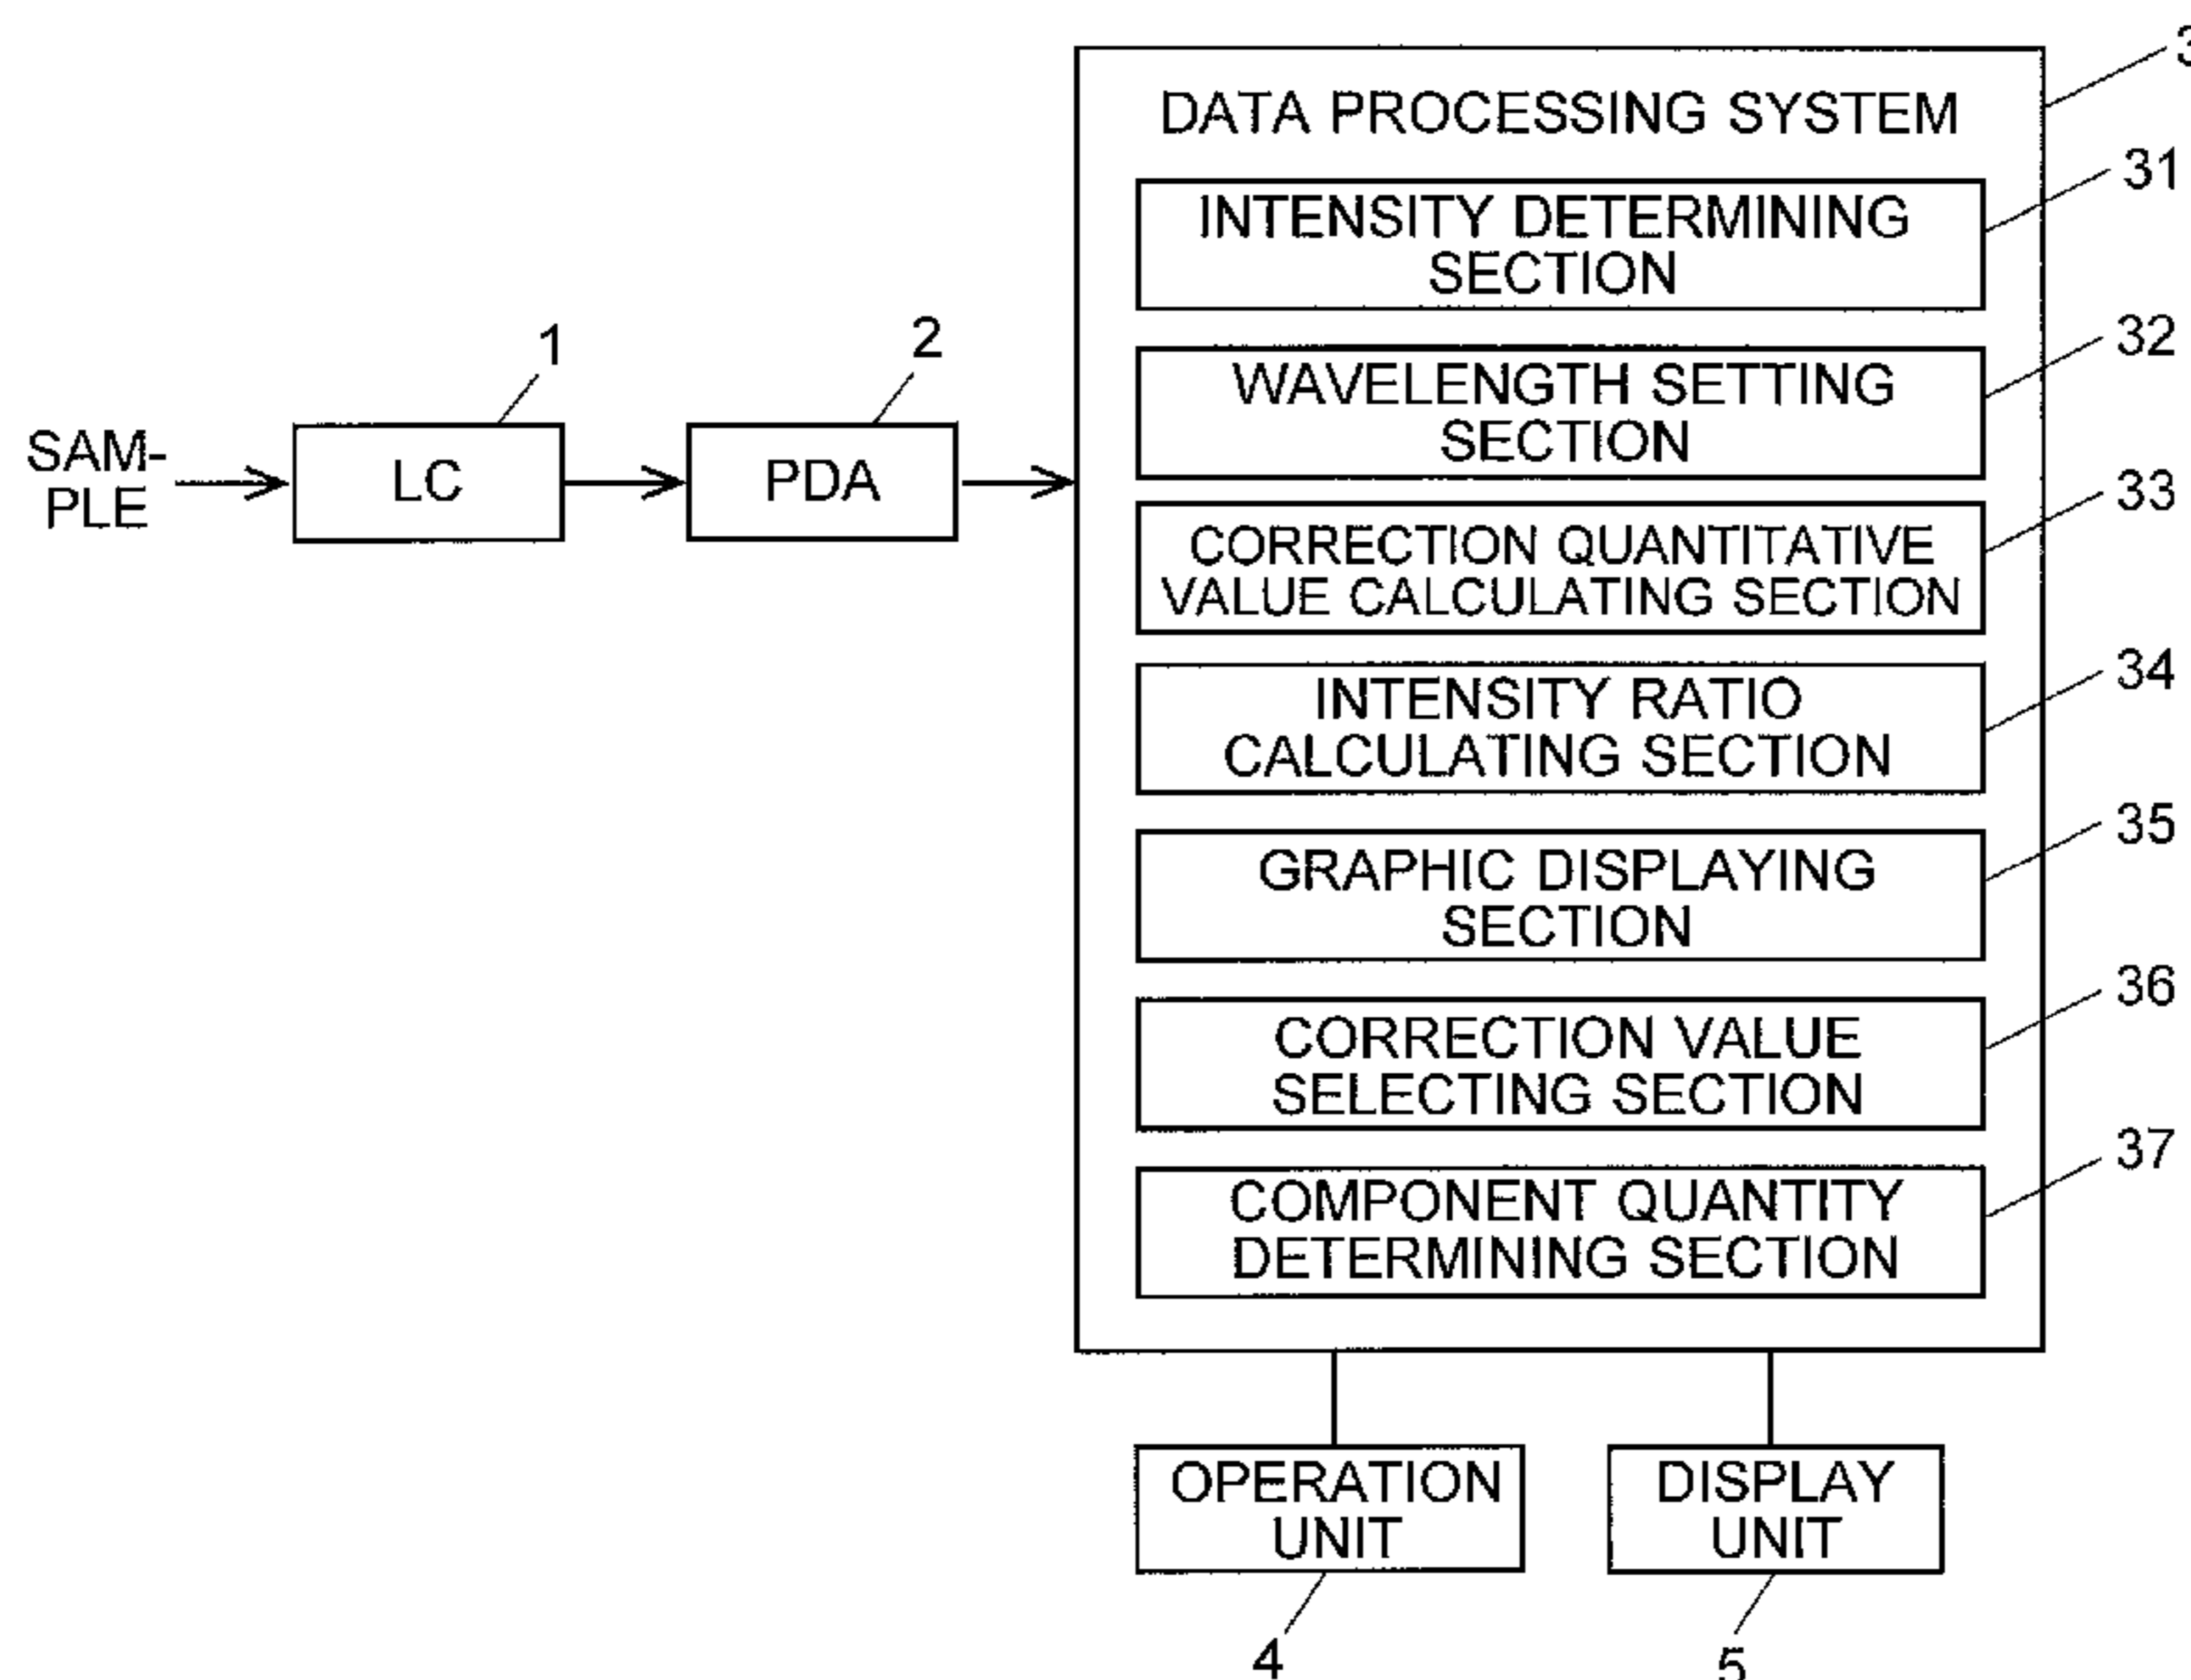 3
DATA PROCESSING SYSTEM
31
INTENSITY DETERMINING
SECTION
32
WAVELENGTH SETTING
SECTION
33
CORRECTION QUANTITATIVE
VALUE CALCULATING SECTION
34
INTENSITY RATIO
CALCULATING SECTION
35
GRAPHIC DISPLAYING
SECTION
36
CORRECTION VALUE
SELECTING SECTION
37
COMPONENT QUANTITY
DETERMINING SECTION
SAM-
PLE
1
LC
2
PDA
OPERATION
UNIT
4
DISPLAY
UNIT
5